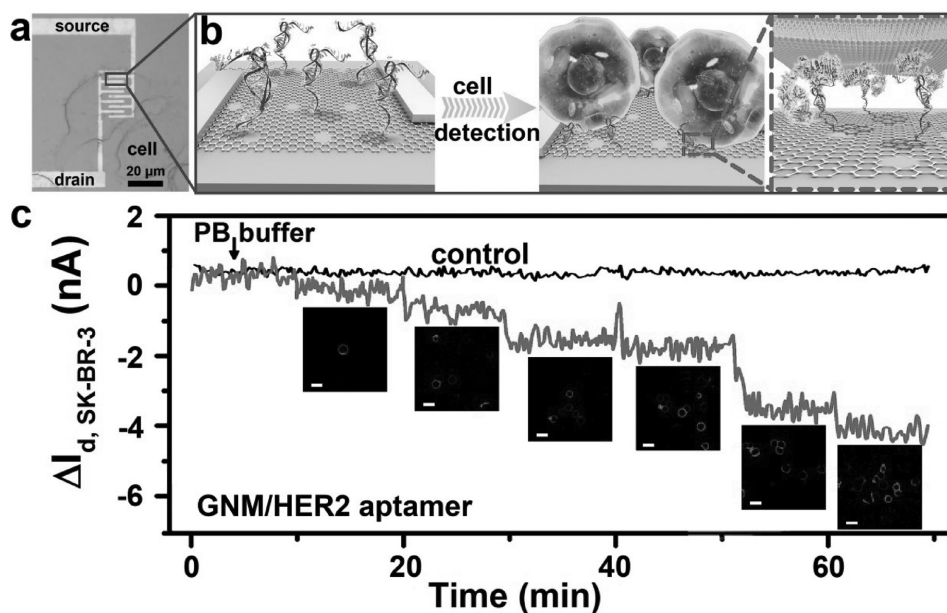 a
source
drain
cell
20 μm
b
cell
detection
c
ΔI d, SK-BR-3 (nA)
2
0
-2
-4
-6
PB buffer
control
GNM/HER2 aptamer
0
20
40
60
Time (min)